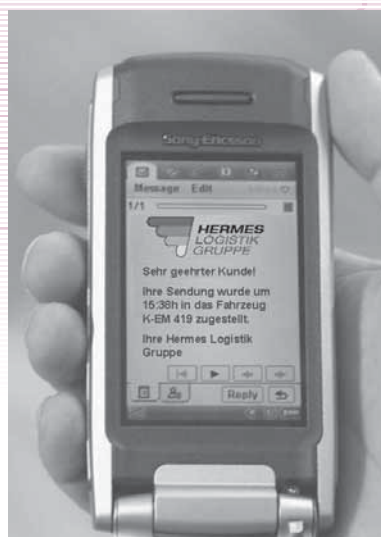 Sony Ericsson
Message Edit
1/1
HERMES
LOGISTIK
GRUPPE
Sehr geehrter Kunde!
Ihre Sendung wurde um
15:36h in das Fahrzeug
K-EM 419 zugestellt.
Ihre Hermes Logistik
Gruppe
Reply